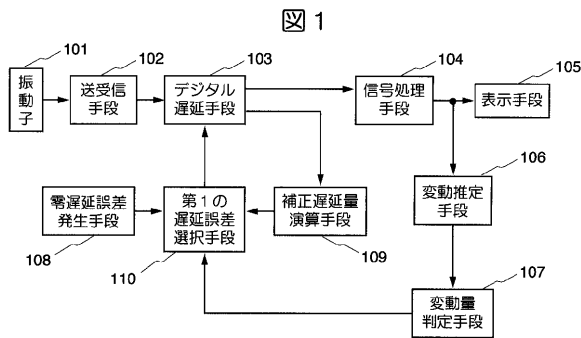 図1
101
振
動
子
102
送受信
手段
103
デジタル
遅延手段
104
信号処理
手段
105
表示手段
106
変動推定
手段
107
変動量
判定手段
零遅延誤差
発生手段
108
第1の
遅延誤差
選択手段
110
補正遅延量
演算手段
109